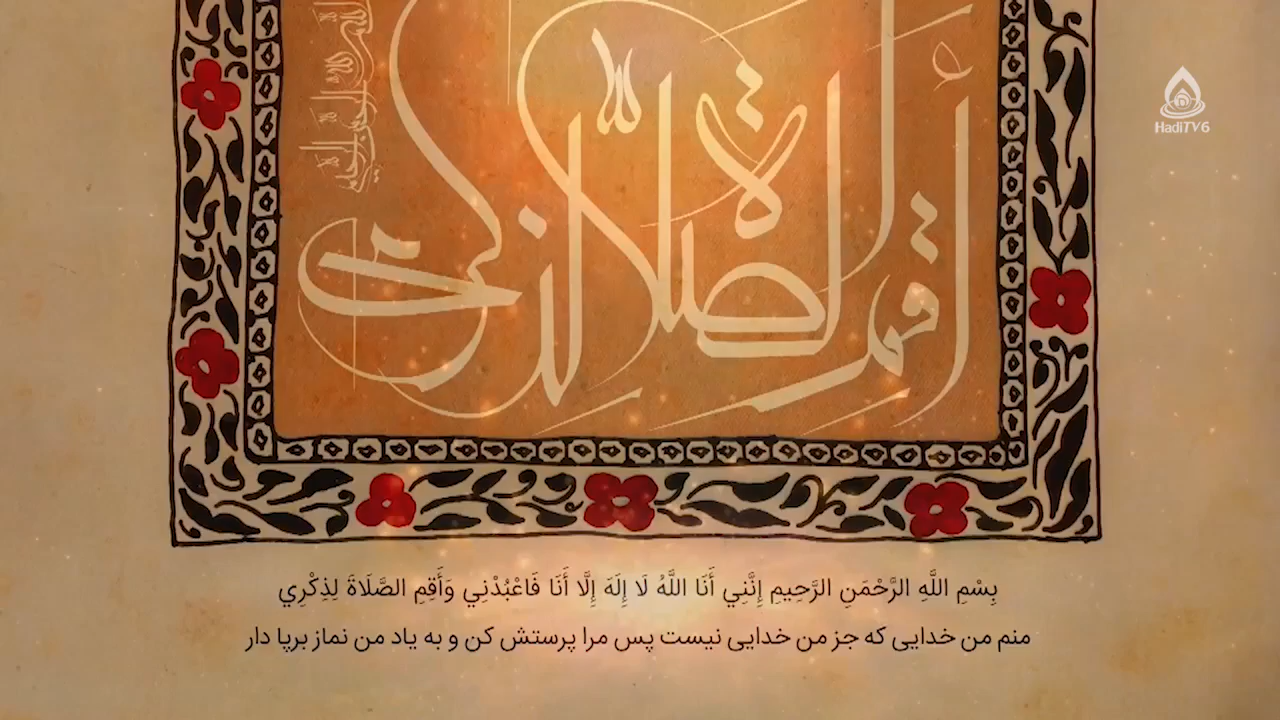 أقم الصلاة لذكري
HadiTV6
بِسْمِ اللَّهِ الرَّحْمَنِ الرَّحِيمِ إِنَّنِي أَنَا اللَّهُ لَا إِلَهَ إِلَّا أَنَا فَاعْبُدْنِي وَأَقِمِ الصَّلَاةَ لِذِكْرِي
منم من خدایی که جز من خدایی نیست پس مرا پرستش کن و به یاد من نماز برپا دار